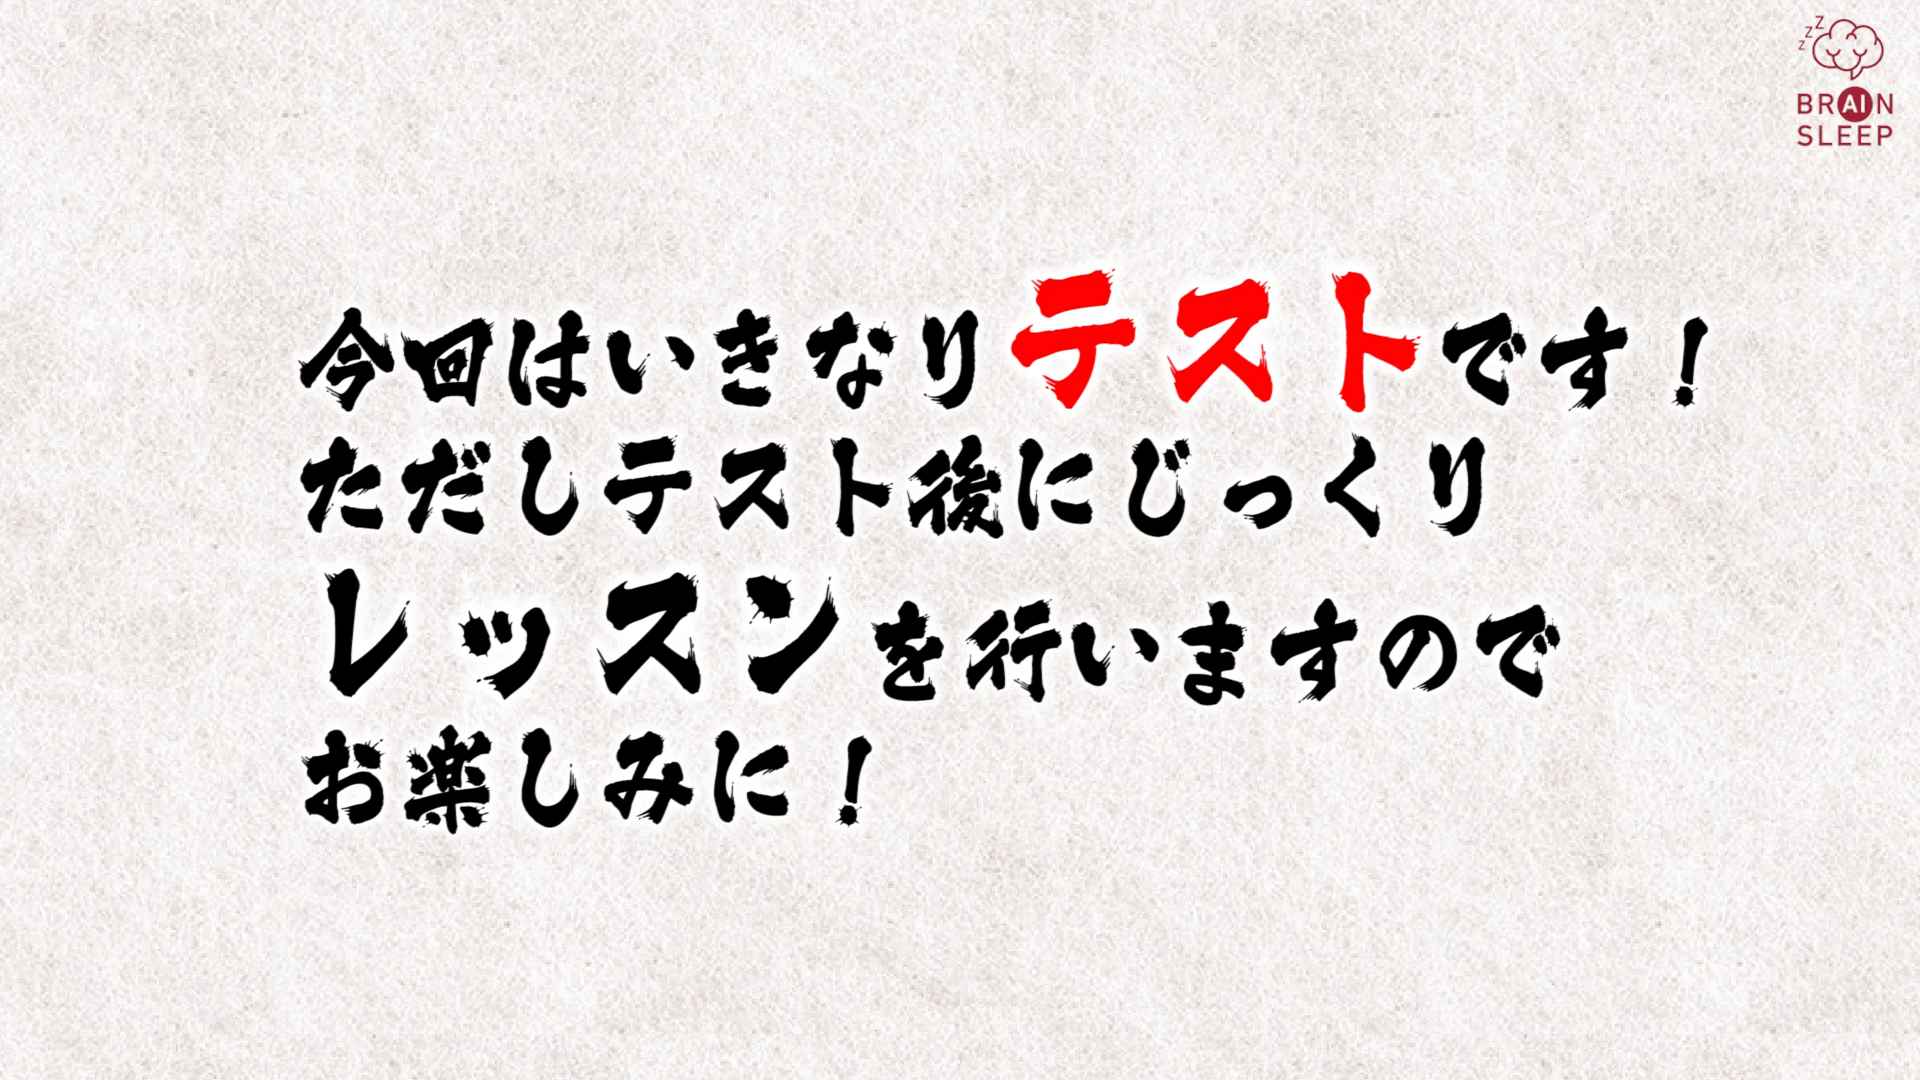 今回はいきなりテストです！
ただしテスト後にじっくり
レッスンを行いますので
お楽しみに！
zzZ
BRAIN
SLEEP